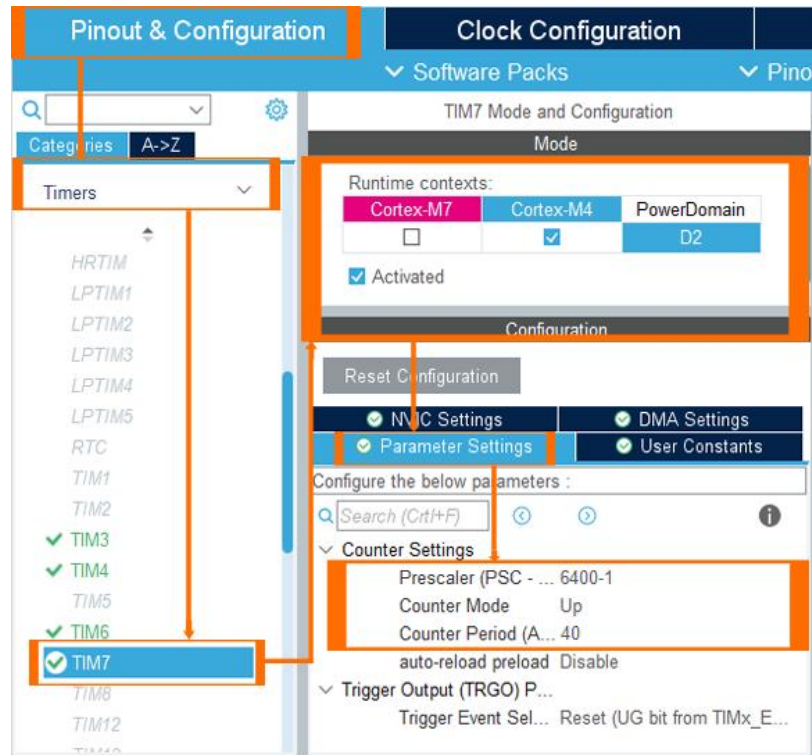 Pinout & Configuration
Clock Configuration
Software Packs
Pino
TIM7 Mode and Configuration
Categories
A->Z
Mode
Timers
Runtime contexts:
Cortex-M7 Cortex-M4 PowerDomain
D2
Activated
HRTIM
LPTIM1
LPTIM2
LPTIM3
LPTIM4
LPTIM5
RTC
TIM1
TIM2
TIM3
TIM4
TIM5
TIM6
TIM7
TIM8
TIM12
Configuration
Reset Configuration
NVIC Settings
DMA Settings
Parameter Settings
User Constants
Configure the below parameters :
Search (Crtl+F)
Counter Settings
Prescaler (PSC - ... 6400-1
Counter Mode Up
Counter Period (A... 40
auto-reload preload Disable
Trigger Output (TRGO) P...
Trigger Event Sel... Reset (UG bit from TIMx_E...